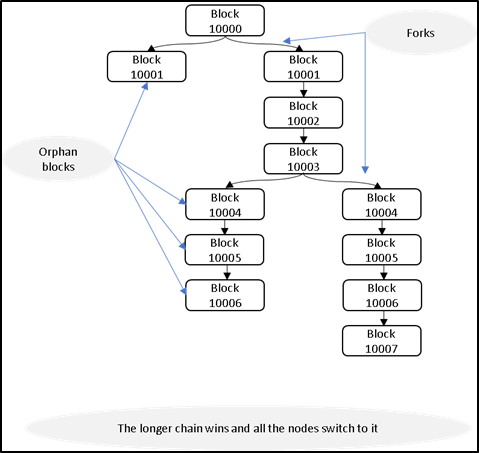 Block
10000
Forks
Block
10001
Block
10001
Block
10002
Orphan
blocks
Block
10003
Block
10004
Block
10004
Block
10005
Block
10005
Block
10006
Block
10006
Block
10007
The longer chain wins and all the nodes switch to it